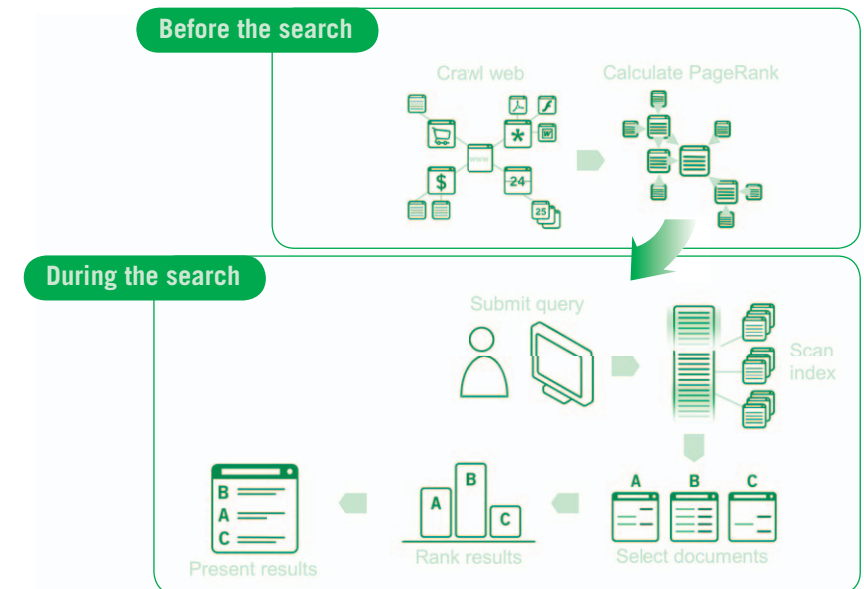 Before the search
Crawl web
Calculate PageRank
www
*
W
$
24
25
During the search
Submit query
Scan
index
A B C
Select documents
A
B
C
Rank results
B
A
C
Present results